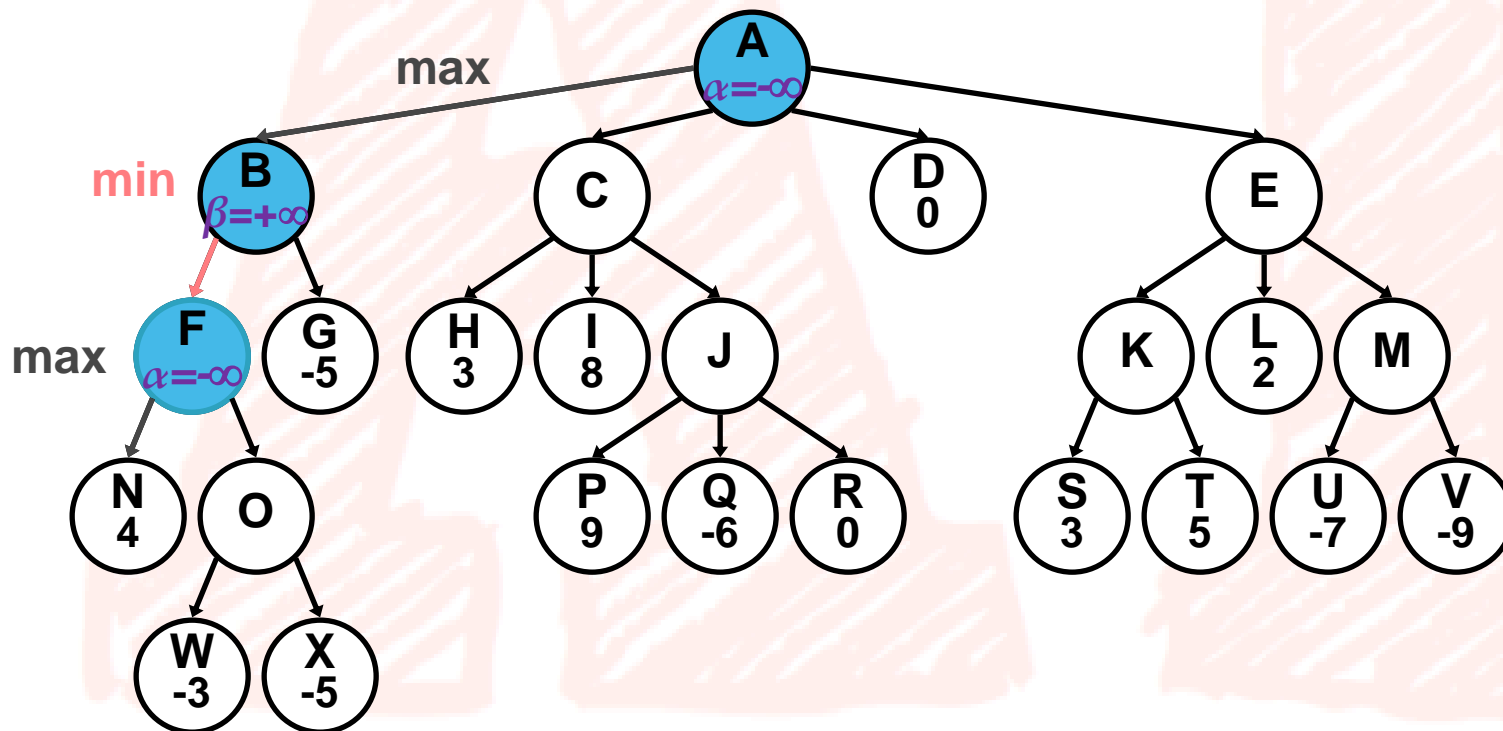 A
α=-∞
max
min
B
β=+∞
C
D
0
E
max
F
α=-∞
G
-5
H
3
I
8
J
K
L
2
M
N
4
O
P
9
Q
-6
R
0
S
3
T
5
U
-7
V
-9
W
-3
X
-5